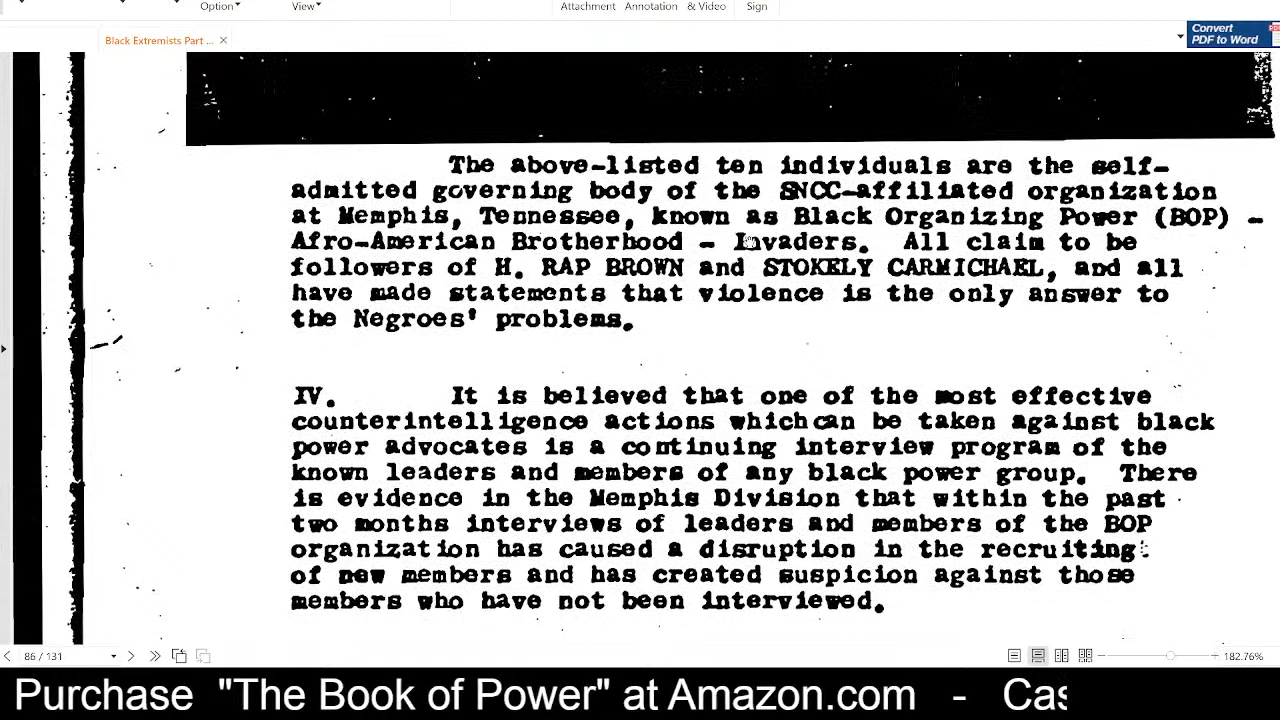 Option View Attachment Annotation & Video Sign
Black Extremists Part ...
Convert
PDF to Word
The above-listed ten individuals are the self-
admitted governing body of the SNCC-affiliated organization
at Memphis, Tennessee, known as Black Organizing Power (BOP) -
Afro-American Brotherhood - Invaders. All claim to be
followers of H. RAP BROWN and STOKELY CARMICHAEL, and all
have made statements that violence is the only answer to
the Negroes' problems.
IV. It is believed that one of the most effective
counterintelligence actions which can be taken against black
power advocates is a continuing interview program of the
known leaders and members of any black power group. There
is evidence in the Memphis Division that within the past
two months interviews of leaders and members of the BOP
organization has caused a disruption in the recruiting
of new members and has created suspicion against those
members who have not been interviewed.
86 / 131 182.76%
Purchase "The Book of Power" at Amazon.com - Cas